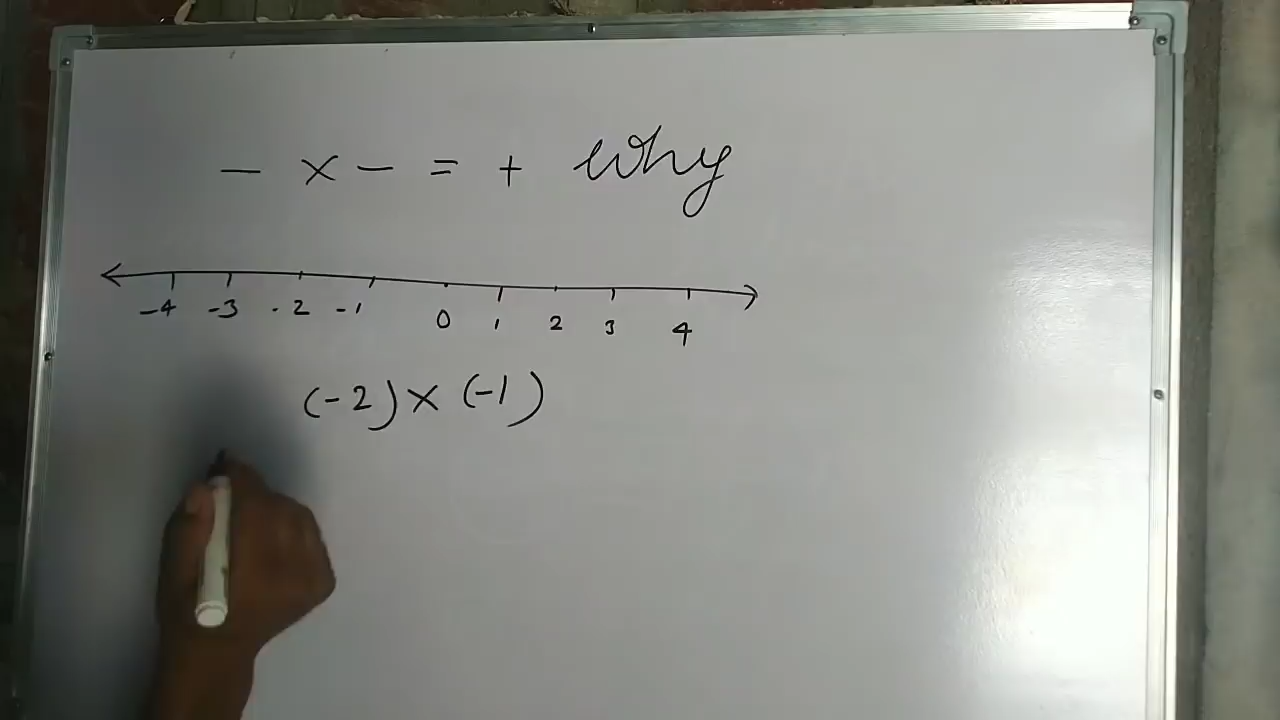 - × - = + Why
-4 -3 -2 -1 0 1 2 3 4
(-2) × (-1)